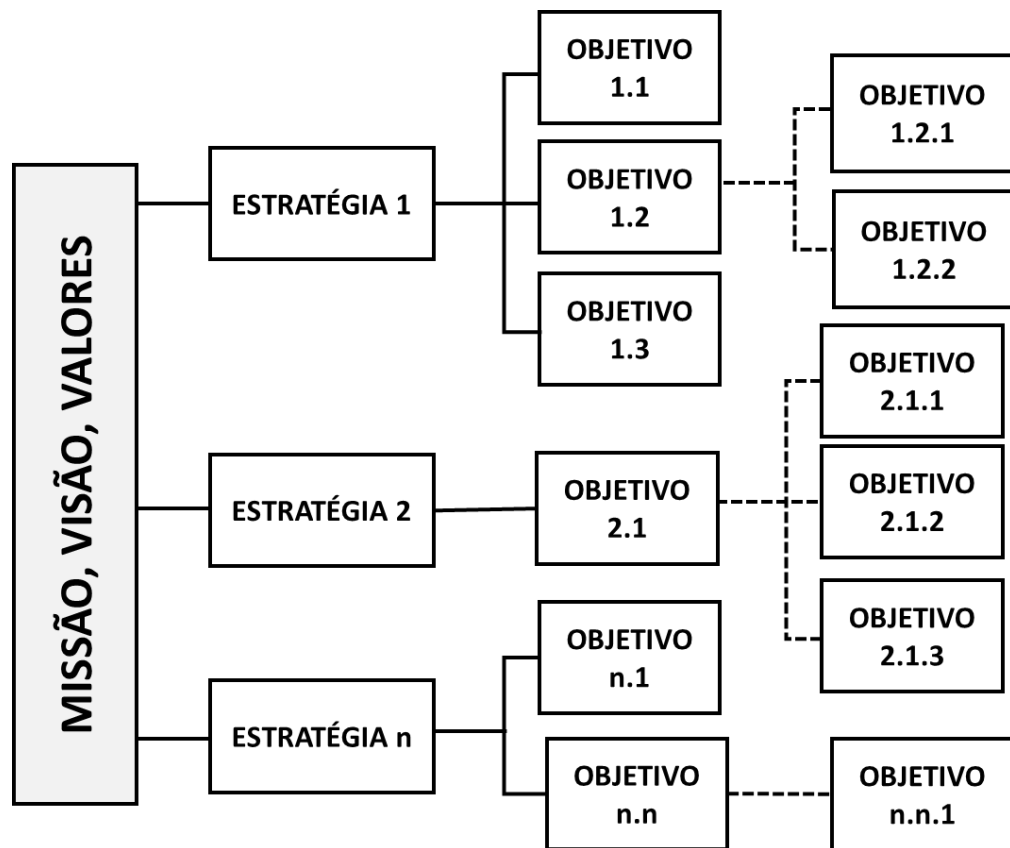 MISSÃO, VISÃO, VALORES
ESTRATÉGIA 1
OBJETIVO
1.1
OBJETIVO
1.2
OBJETIVO
1.3
OBJETIVO
1.2.1
OBJETIVO
1.2.2
ESTRATÉGIA 2
OBJETIVO
2.1
OBJETIVO
2.1.1
OBJETIVO
2.1.2
OBJETIVO
2.1.3
ESTRATÉGIA n
OBJETIVO
n.1
OBJETIVO
n.n
OBJETIVO
n.n.1